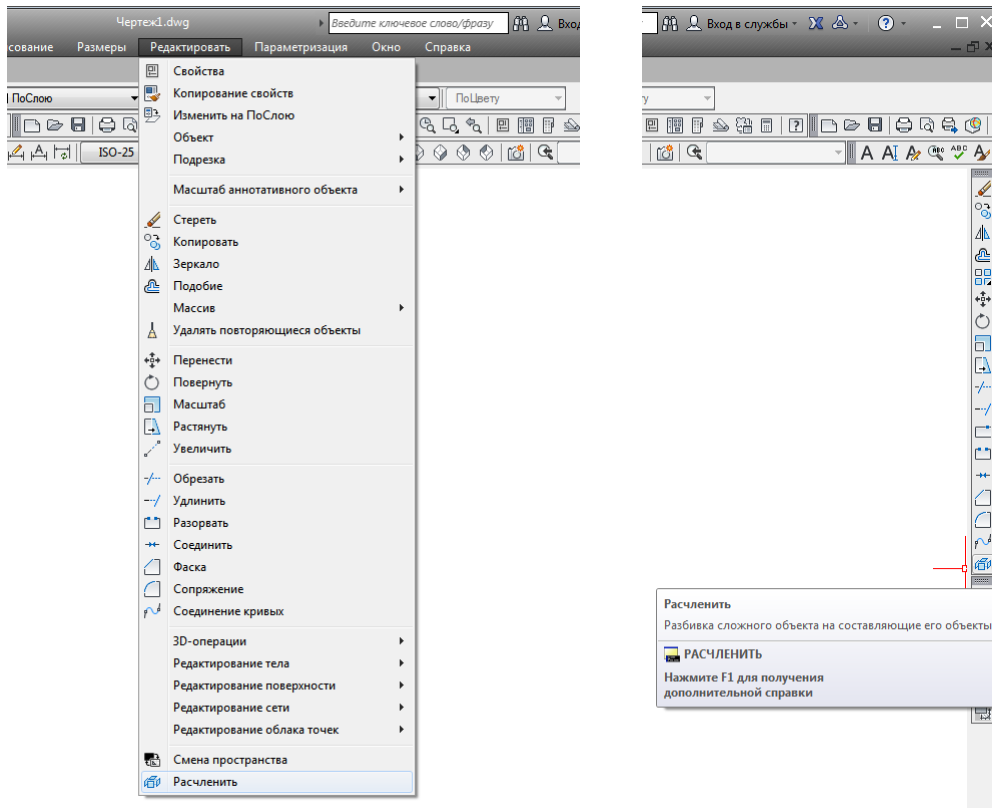 Чертеж1.dwg
Введите ключевое слово/фразу
Вход
сование Размеры Редактировать Параметризация Окно Справка
ПоСлою
ПоЦвету
ISO-25
Свойства
Копирование свойств
Изменить на ПоСлою
Объект
Подрезка
Масштаб аннотативного объекта
Стереть
Копировать
Зеркало
Подобие
Массив
Удалять повторяющиеся объекты
Перенести
Повернуть
Масштаб
Растянуть
Увеличить
Обрезать
Удлинить
Разорвать
Соединить
Фаска
Сопряжение
Соединение кривых
3D-операции
Редактирование тела
Редактирование поверхности
Редактирование сети
Редактирование облака точек
Смена пространства
Расчленить
Вход в службы
Расчленить
Разбивка сложного объекта на составляющие его объекты
РАСЧЛЕНИТЬ
Нажмите F1 для получения
дополнительной справки